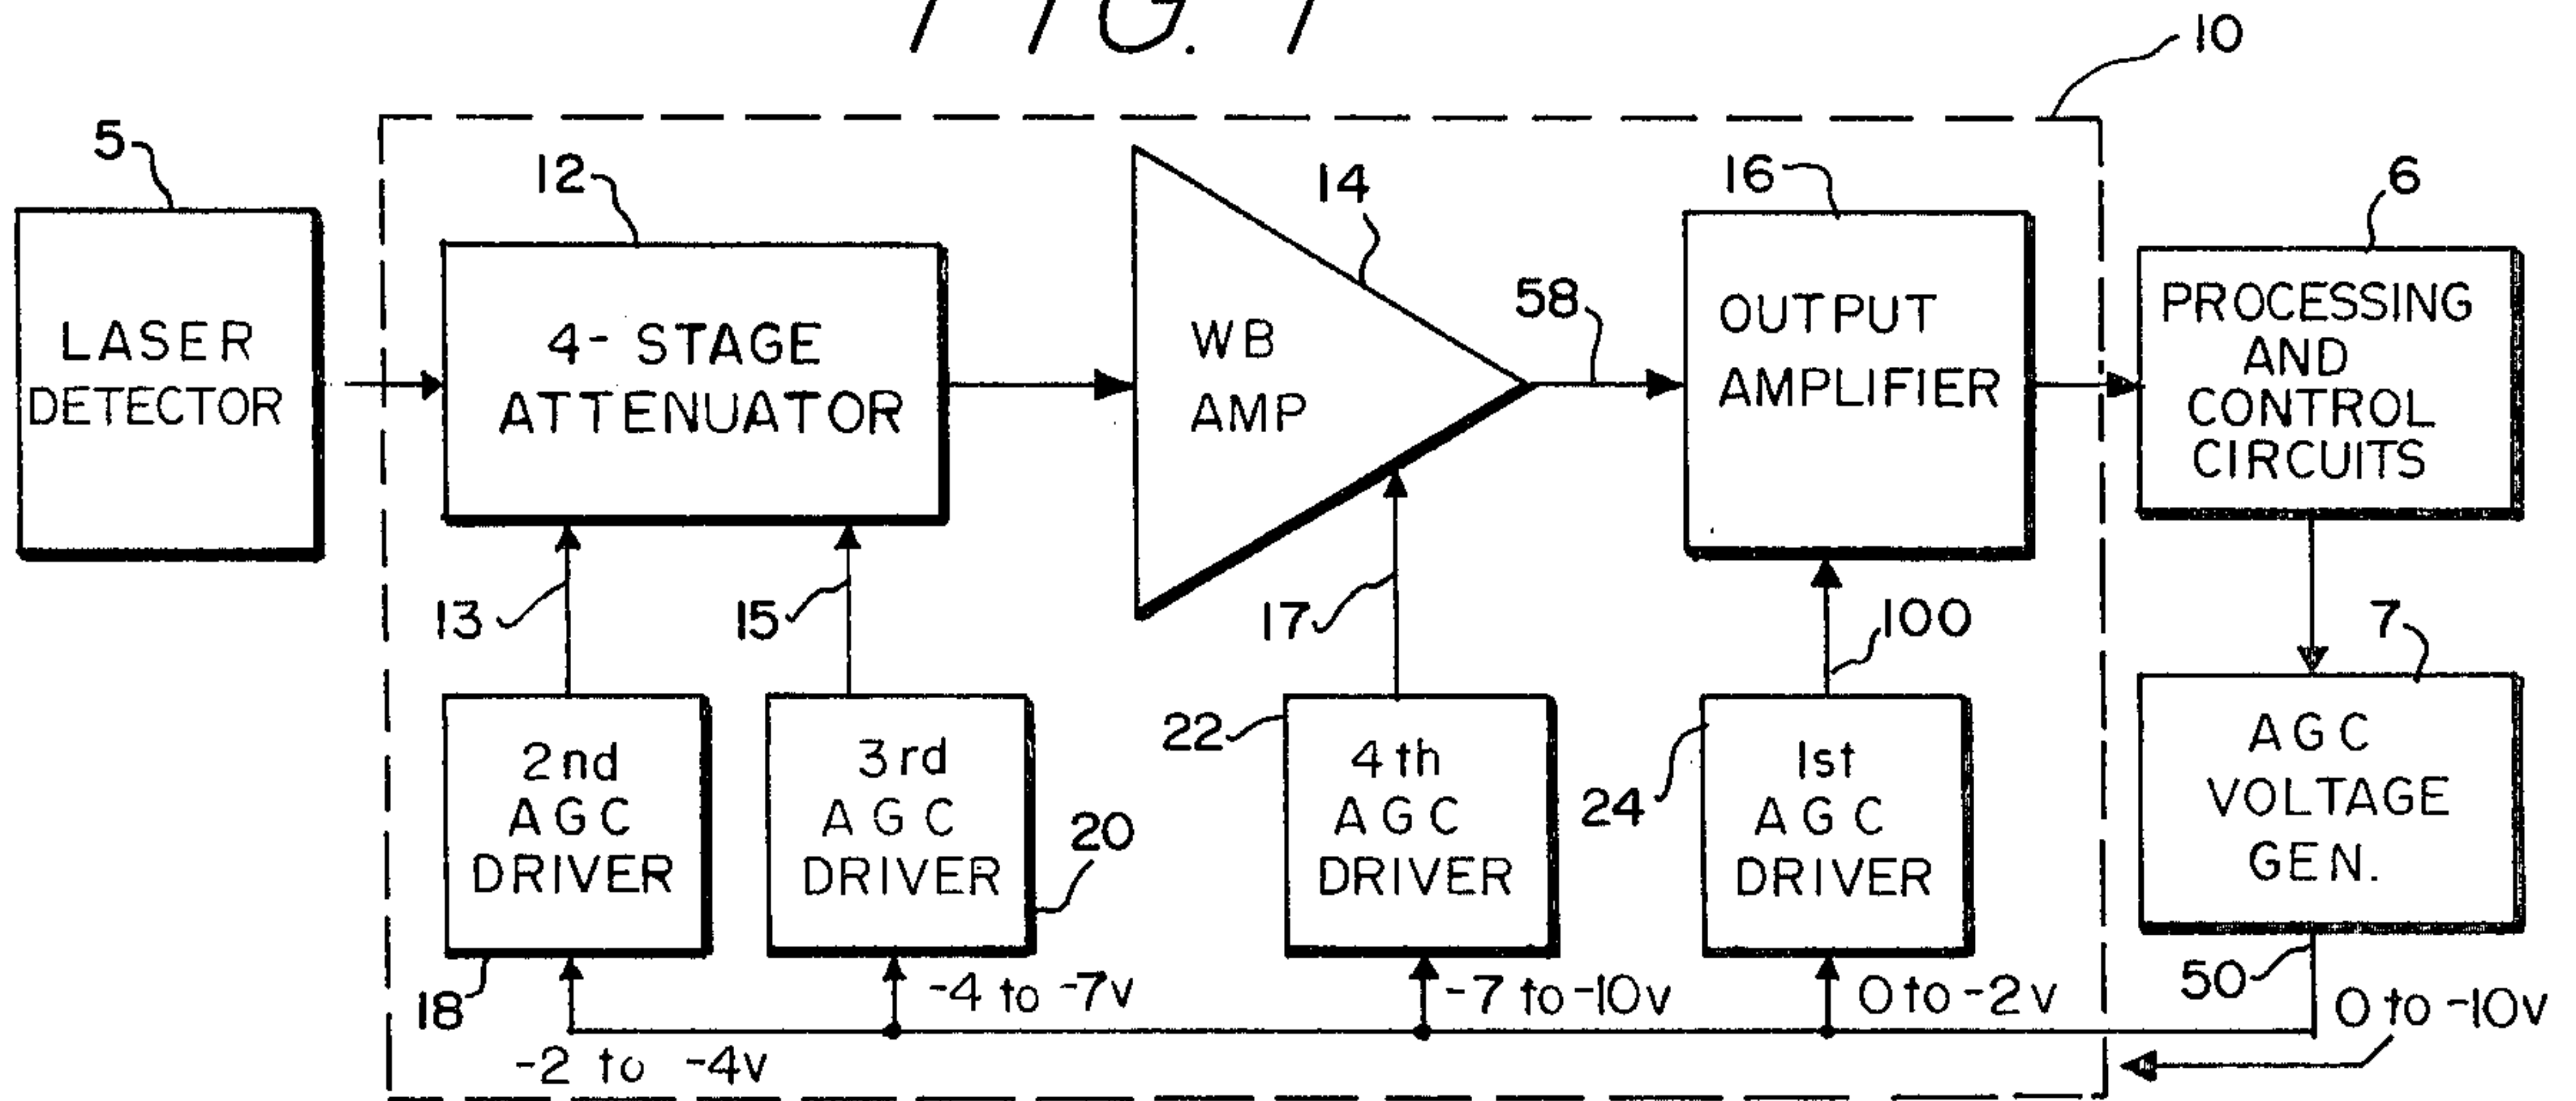 FIG. 1
10
5
12
14
16
6
58
LASER
DETECTOR
4- STAGE
ATTENUATOR
WB
AMP
OUTPUT
AMPLIFIER
PROCESSING
AND
CONTROL
CIRCUITS
13
15
17
100
7
22
24
20
2nd
AGC
DRIVER
3rd
AGC
DRIVER
4th
AGC
DRIVER
1st
AGC
DRIVER
AGC
VOLTAGE
GEN.
18
50
-4 to -7v
-7 to -10v
0 to -2v
0 to -10v
-2 to -4v